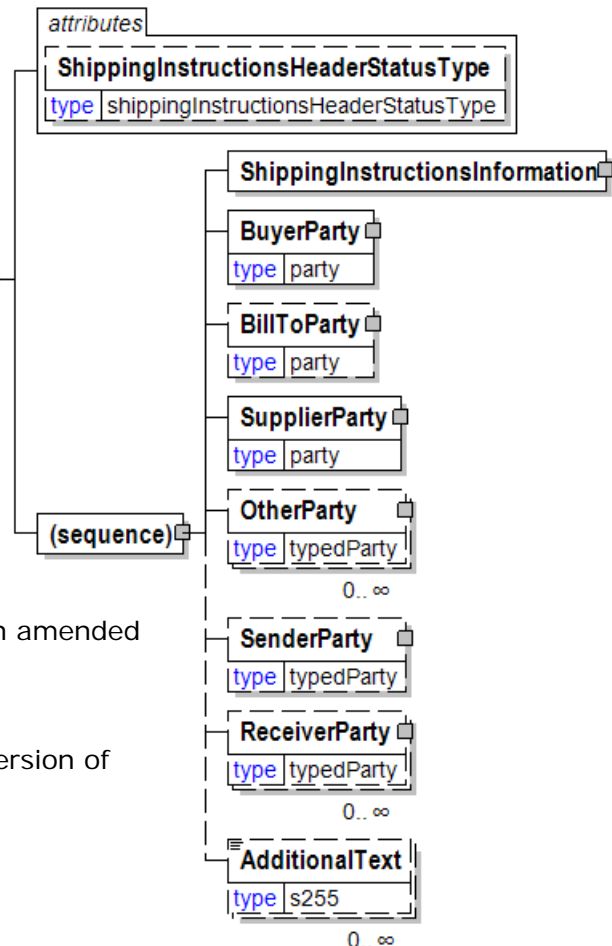 attributes
ShippingInstructionsHeaderStatusType
type shippingInstructionsHeaderStatusType
ShippingInstructionsInformation
BuyerParty
type party
BillToParty
type party
SupplierParty
type party
OtherParty
(sequence)
type typedParty
0.. ∞
n amended
SenderParty
type typedParty
ReceiverParty
ersion of
type typedParty
0.. ∞
AdditionalText
type s255
0.. ∞